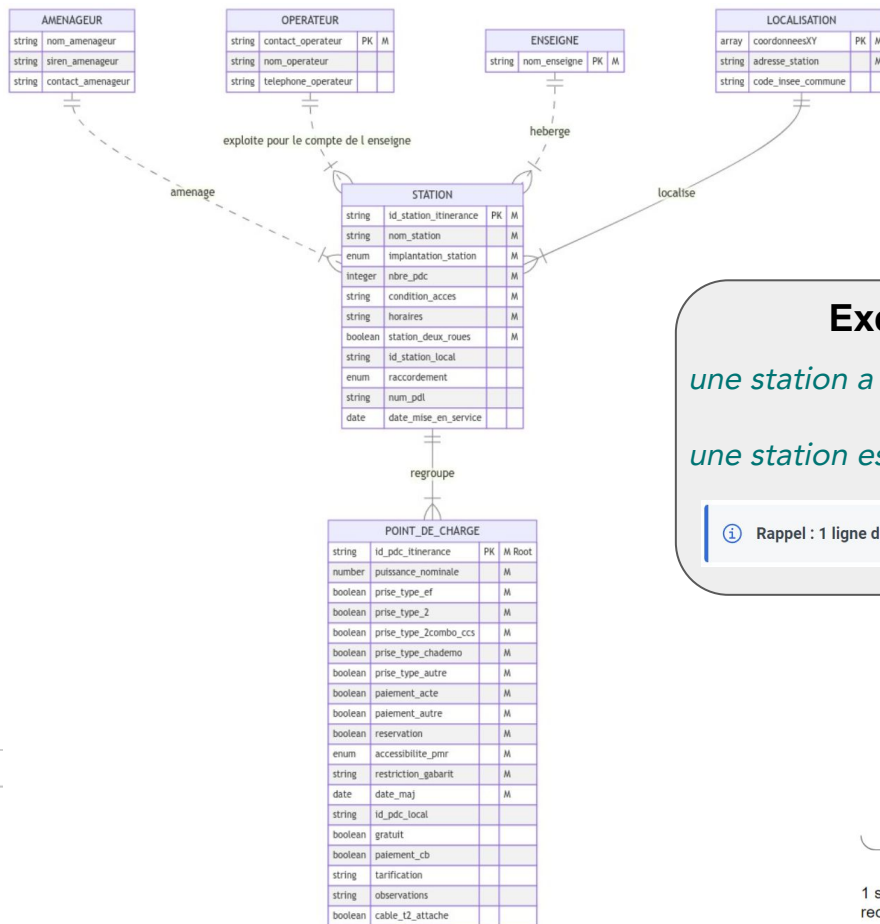 AMENAGEUR
string nom_amenageur
string siren_amenageur
string contact_amenageur
OPERATEUR
string contact_operateur PK M
string nom_operateur
string telephone_operateur
ENSEIGNE
string nom_enseigne PK M
LOCALISATION
array coordonneesXY PK M
string adresse_station M
string code_insee_commune
exploite pour le compte de l enseigne
heberge
amenage
localise
STATION
string id_station_itinerance PK M
string nom_station M
enum implantation_station M
integer nbre_pdc M
string condition_acces M
string horaires M
boolean station_deux_roues M
string id_station_local
enum raccordement
string num_pdl
date date_mise_en_service
regroupe
POINT_DE_CHARGE
string id_pdc_itinerance PK M Root
number puissance_nominale M
boolean prise_type_ef M
boolean prise_type_2 M
boolean prise_type_2combo_ccs M
boolean prise_type_chademo M
boolean prise_type_autre M
boolean paiement_acte M
boolean paiement_autre M
boolean reservation M
enum accessibilite_pmr M
string restriction_gabarit M
date date_maj M
string id_pdc_local
boolean gratuit
boolean paiement_cb
string tarification
string observations
boolean cable_t2_attache
une station a
une station
Rappel : 1 ligne
1